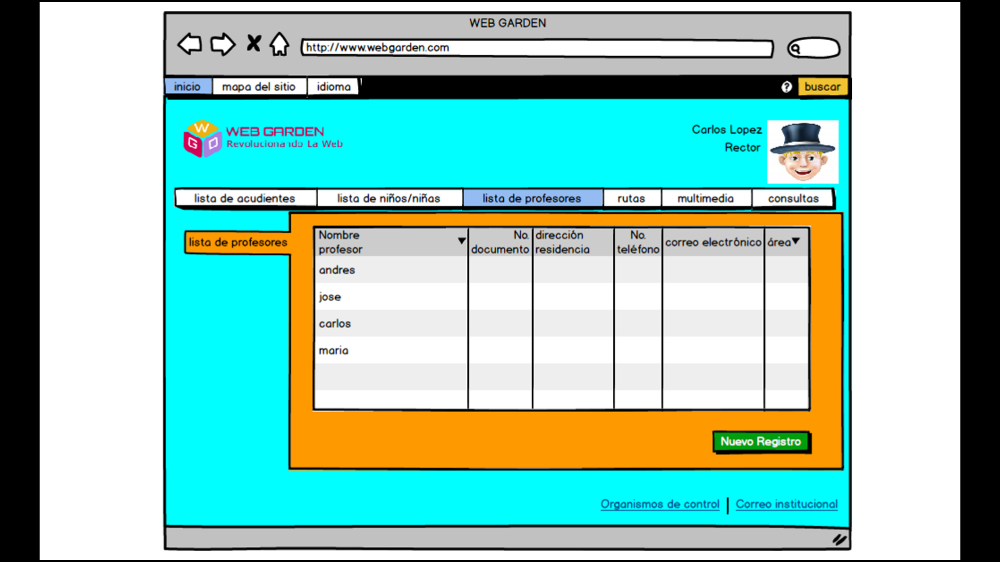 WEB GARDEN
http://www.webgarden.com
inicio mapa del sitio idioma ? buscar
W G D
WEB GARDEN
Revolucionando La Web
Carlos Lopez
Rector
lista de acudientes lista de niños/niñas lista de profesores rutas multimedia consultas
lista de profesores
Nombre profesor No. documento dirección residencia No. teléfono correo electrónico área
andres
jose
carlos
maria
Nuevo Registro
Organismos de control | Correo institucional